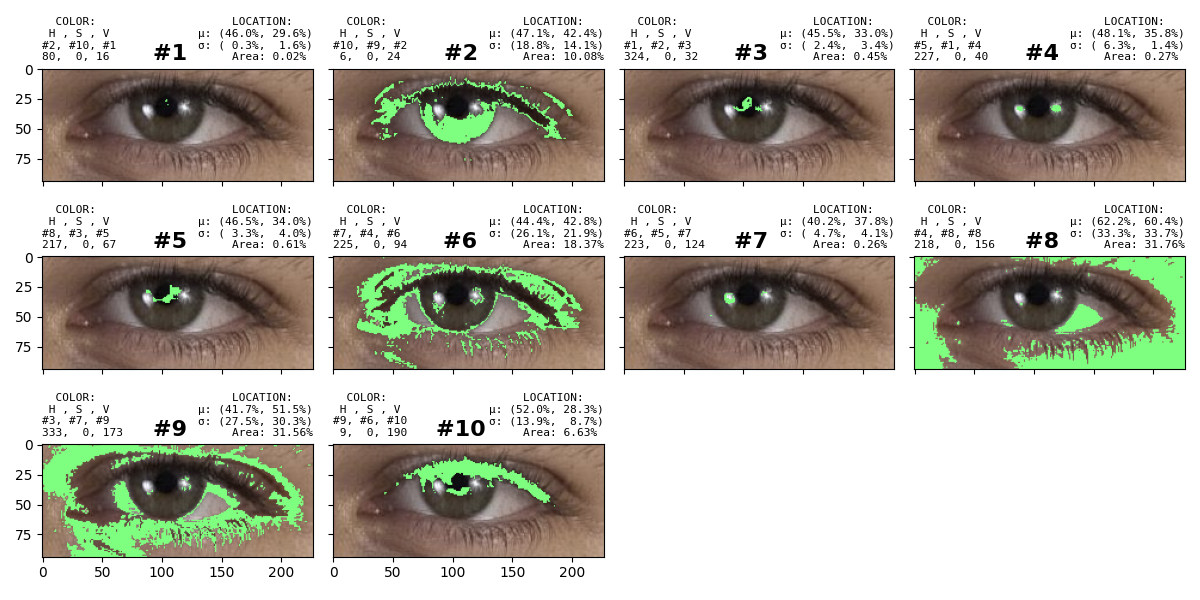 COLOR: LOCATION:
H , S , V μ: (46.0%, 29.6%)
#2, #10, #1 σ: ( 0.3%, 1.6%)
80, 0, 16 #1 Area: 0.02%
COLOR: LOCATION:
H , S , V μ: (47.1%, 42.4%)
#10, #9, #2 σ: (18.8%, 14.1%)
6, 0, 24 #2 Area: 10.08%
COLOR: LOCATION:
H , S , V μ: (45.5%, 33.0%)
#1, #2, #3 σ: ( 2.4%, 3.4%)
324, 0, 32 #3 Area: 0.45%
COLOR: LOCATION:
H , S , V μ: (48.1%, 35.8%)
#5, #1, #4 σ: ( 6.3%, 1.4%)
227, 0, 40 #4 Area: 0.27%
0
25
50
75
COLOR: LOCATION:
H , S , V μ: (46.5%, 34.0%)
#8, #3, #5 σ: ( 3.3%, 4.0%)
217, 0, 67 #5 Area: 0.61%
COLOR: LOCATION:
H , S , V μ: (44.4%, 42.8%)
#7, #4, #6 σ: (26.1%, 21.9%)
225, 0, 94 #6 Area: 18.37%
COLOR: LOCATION:
H , S , V μ: (40.2%, 37.8%)
#6, #5, #7 σ: ( 4.7%, 4.1%)
223, 0, 124 #7 Area: 0.26%
COLOR: LOCATION:
H , S , V μ: (62.2%, 60.4%)
#4, #8, #8 σ: (33.3%, 33.7%)
218, 0, 156 #8 Area: 31.76%
0
25
50
75
COLOR: LOCATION:
H , S , V μ: (41.7%, 51.5%)
#3, #7, #9 σ: (27.5%, 30.3%)
333, 0, 173 #9 Area: 31.56%
COLOR: LOCATION:
H , S , V μ: (52.0%, 28.3%)
#9, #6, #10 σ: (13.9%, 8.7%)
9, 0, 190 #10 Area: 6.63%
0
25
50
75
0 50 100 150 200
0 50 100 150 200